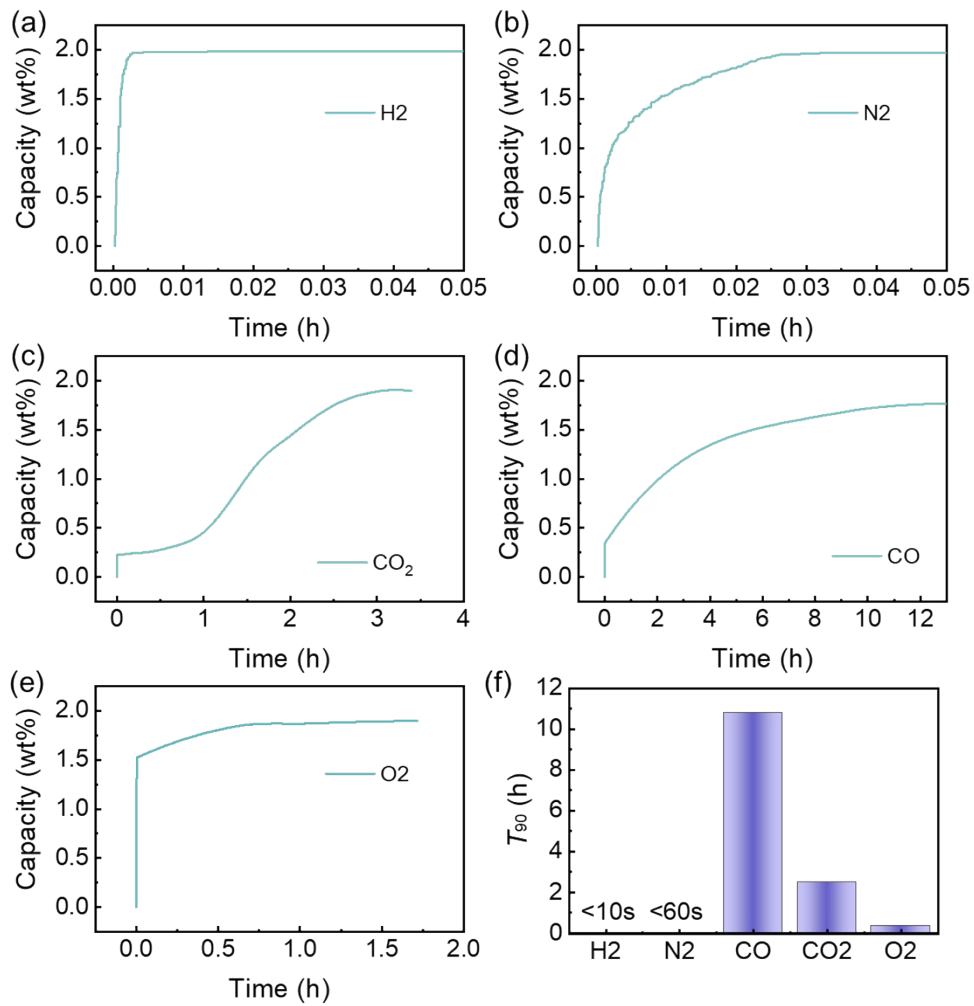 (a)
Capacity (wt%)
2.0
1.5
1.0
0.5
0.0
H2
0.00 0.01 0.02 0.03 0.04 0.05
Time (h)
(b)
Capacity (wt%)
2.0
1.5
1.0
0.5
0.0
N2
0.00 0.01 0.02 0.03 0.04 0.05
Time (h)
(c)
Capacity (wt%)
2.0
1.5
1.0
0.5
0.0
CO₂
0 1 2 3 4
Time (h)
(d)
Capacity (wt%)
2.0
1.5
1.0
0.5
0.0
CO
0 2 4 6 8 10 12
Time (h)
(e)
Capacity (wt%)
2.0
1.5
1.0
0.5
0.0
O2
0.0 0.5 1.0 1.5 2.0
Time (h)
(f)
T₉₀ (h)
12
10
8
6
4
2
0
<10s <60s
H2 N2 CO CO2 O2